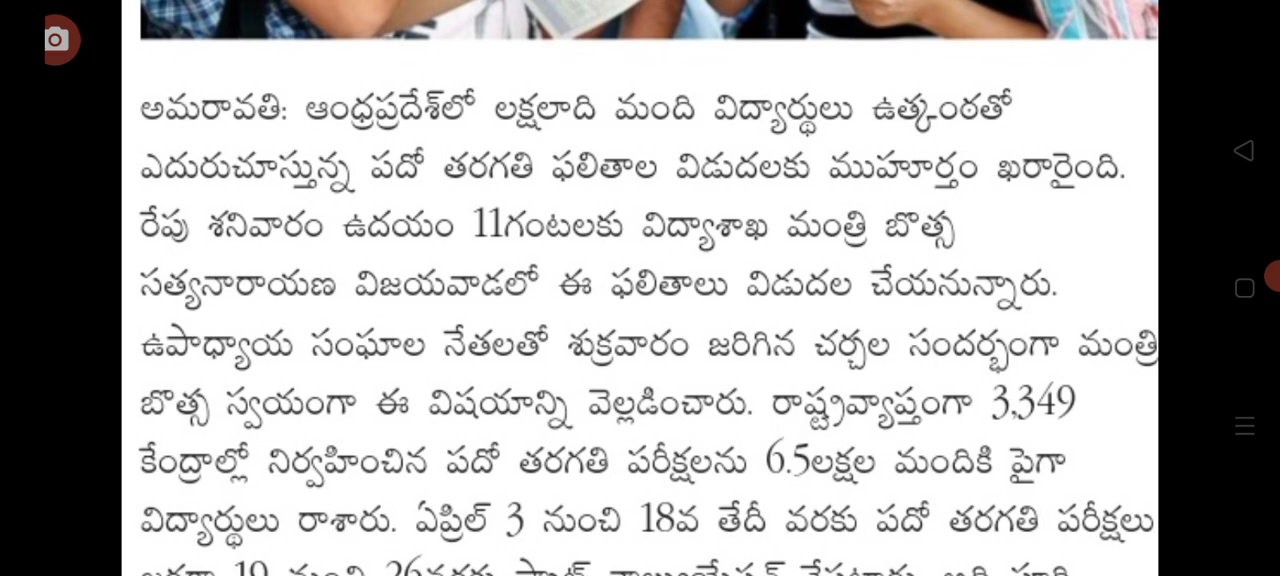 అమరావతి: ఆంధ్రప్రదేశ్‌లో లక్షలాది మంది విద్యార్థులు ఉత్కంఠతో
ఎదురుచూస్తున్న పదో తరగతి ఫలితాల విడుదలకు ముహూర్తం ఖరారైంది.
రేపు శనివారం ఉదయం 11గంటలకు విద్యాశాఖ మంత్రి బొత్స
సత్యనారాయణ విజయవాడలో ఈ ఫలితాలు విడుదల చేయనున్నారు.
ఉపాధ్యాయ సంఘాల నేతలతో శుక్రవారం జరిగిన చర్చల సందర్భంగా మంత్రి
బొత్స స్వయంగా ఈ విషయాన్ని వెల్లడించారు. రాష్ట్రవ్యాప్తంగా 3,349
కేంద్రాల్లో నిర్వహించిన పదో తరగతి పరీక్షలను 6.5లక్షల మందికి పైగా
విద్యార్థులు రాశారు. ఏప్రిల్ 3 నుంచి 18వ తేదీ వరకు పదో తరగతి పరీక్షలు
19 నుంచి 26వరకు